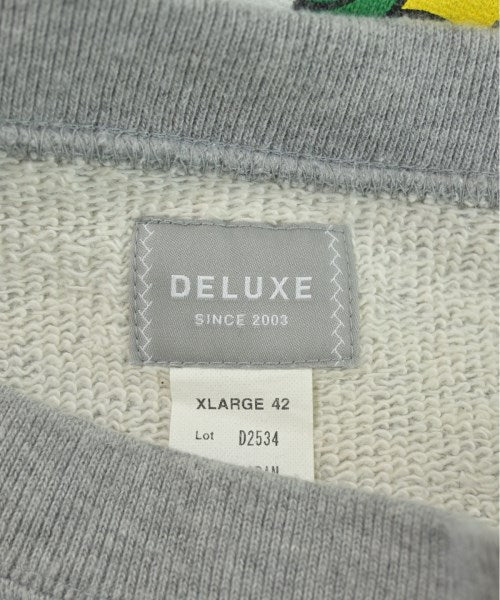 DELUXE
SINCE 2003
XLARGE 42
Lot D2534